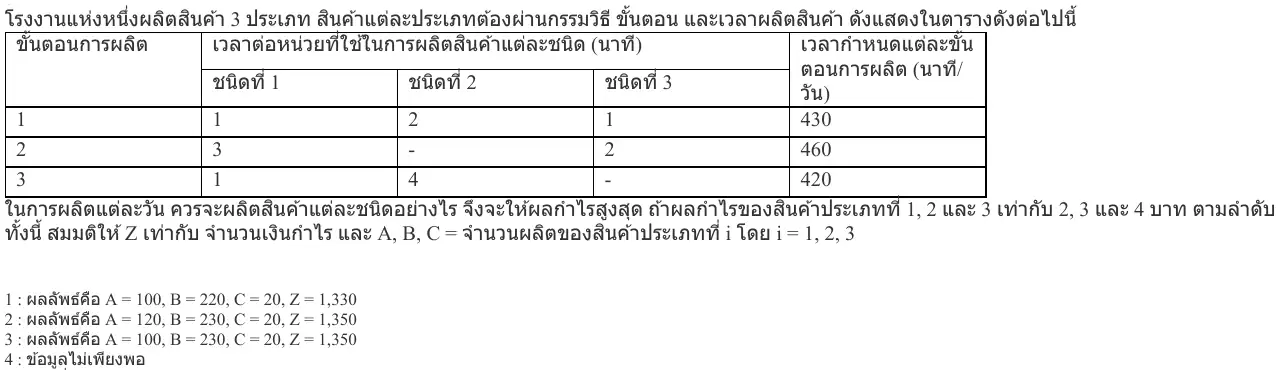 โรงงานแห่งหนึ่งผลิตสินค้า 3 ประเภท สินค้าแต่ละประเภทต้องผ่านกรรมวิธี ขั้นตอน และเวลาผลิตสินค้า ดังแสดงในตารางดังต่อไปนี้
ขั้นตอนการผลิต เวลาต่อหน่วยที่ใช้ในการผลิตสินค้าแต่ละชนิด (นาที) เวลากำหนดแต่ละขั้น
ตอนการผลิต (นาที/
วัน)
ชนิดที่ 1 ชนิดที่ 2 ชนิดที่ 3
1 1 2 1 430
2 3 - 2 460
3 1 4 - 420
ในการผลิตแต่ละวัน ควรจะผลิตสินค้าแต่ละชนิดอย่างไร จึงจะให้ผลกำไรสูงสุด ถ้าผลกำไรของสินค้าประเภทที่ 1, 2 และ 3 เท่ากับ 2, 3 และ 4 บาท ตามลำดับ
ทั้งนี้ สมมติให้ Z เท่ากับ จำนวนเงินกำไร และ A, B, C = จำนวนผลิตของสินค้าประเภทที่ i โดย i = 1, 2, 3
1 : ผลลัพธ์คือ A = 100, B = 220, C = 20, Z = 1,330
2 : ผลลัพธ์คือ A = 120, B = 230, C = 20, Z = 1,350
3 : ผลลัพธ์คือ A = 100, B = 230, C = 20, Z = 1,350
4 : ข้อมูลไม่เพียงพอ